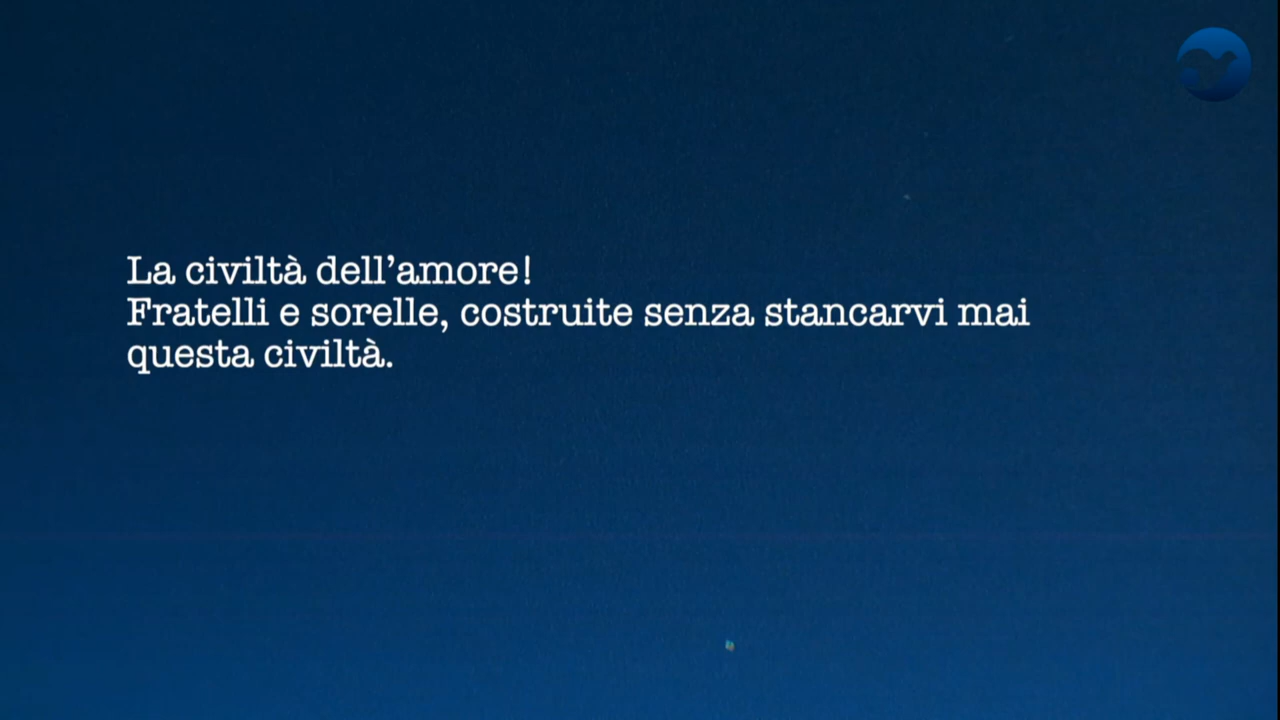 La civiltà dell’amore!
Fratelli e sorelle, costruite senza stancarvi mai
questa civiltà.